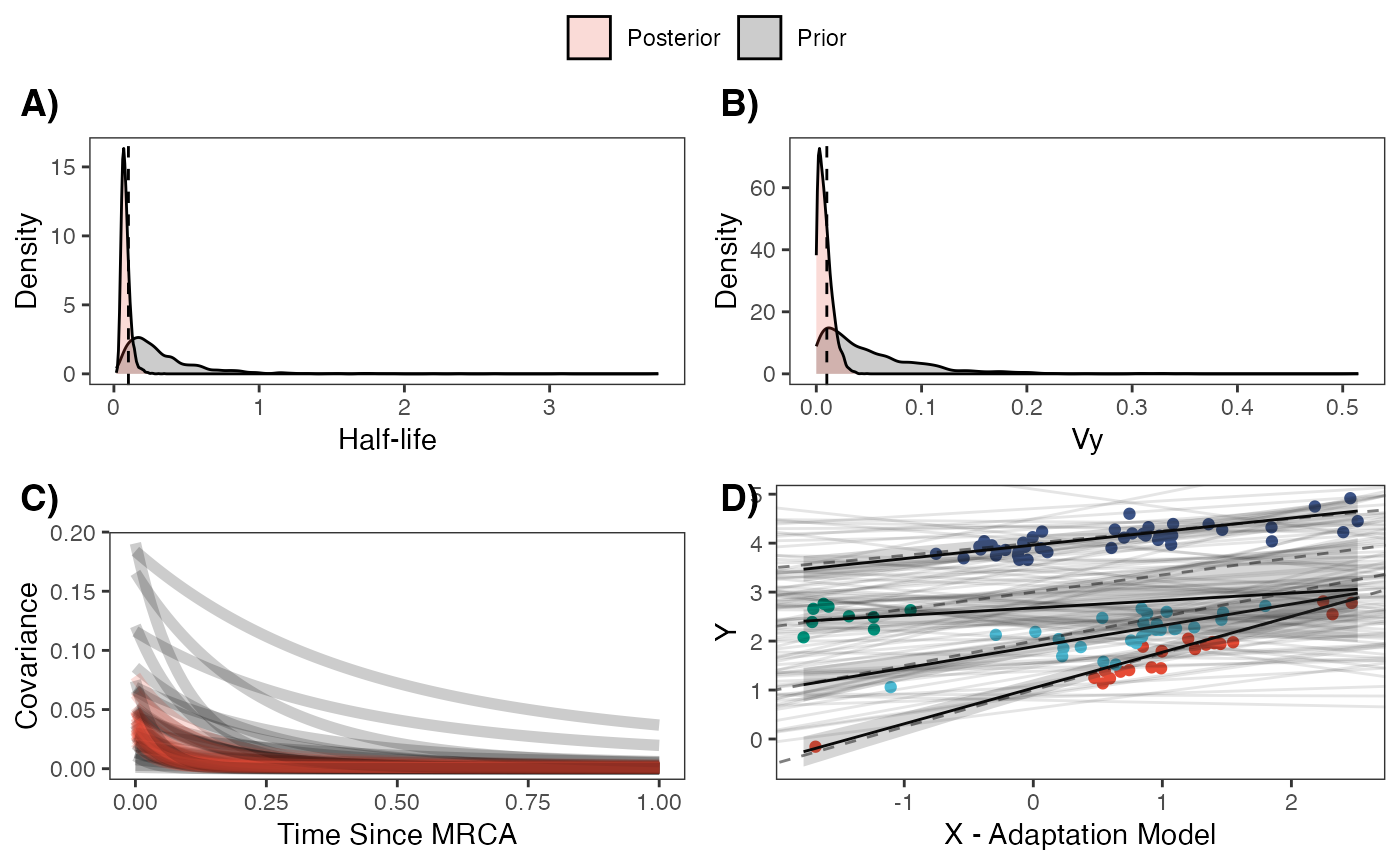 Posterior Prior
A)
15
10
5
0
Density
0 1 2 3
Half-life
B)
60
40
20
0
Density
0.0 0.1 0.2 0.3 0.4 0.5
Vy
C)
0.20
0.15
0.10
0.05
0.00
Covariance
0.00 0.25 0.50 0.75 1.00
Time Since MRCA
D)
5
4
3
2
1
0
Y
-1 0 1 2
X - Adaptation Model